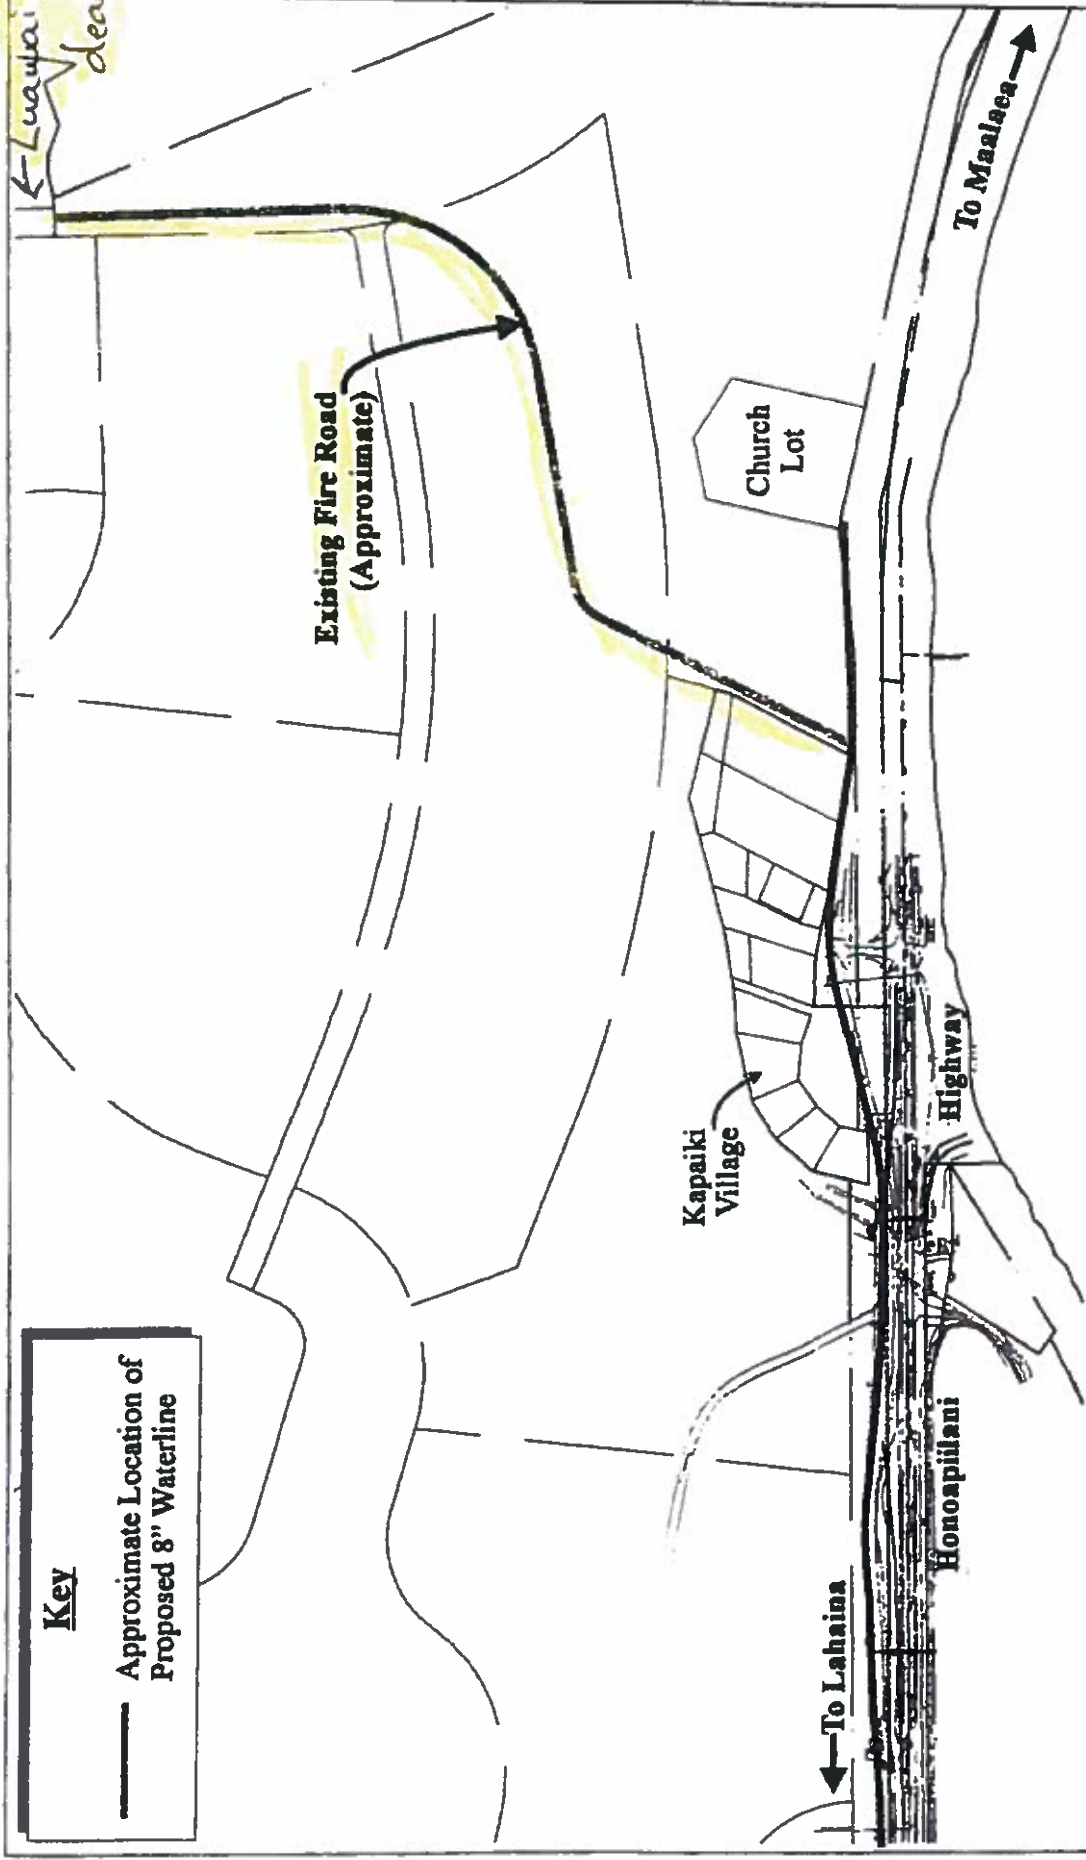 Key
Approximate Location of
Proposed 8" Waterline
Existing Fire Road
(Approximate)
Church
Lot
Kapaiki
Village
To Maalaea
To Lahaina
Honoapiilani
Highway